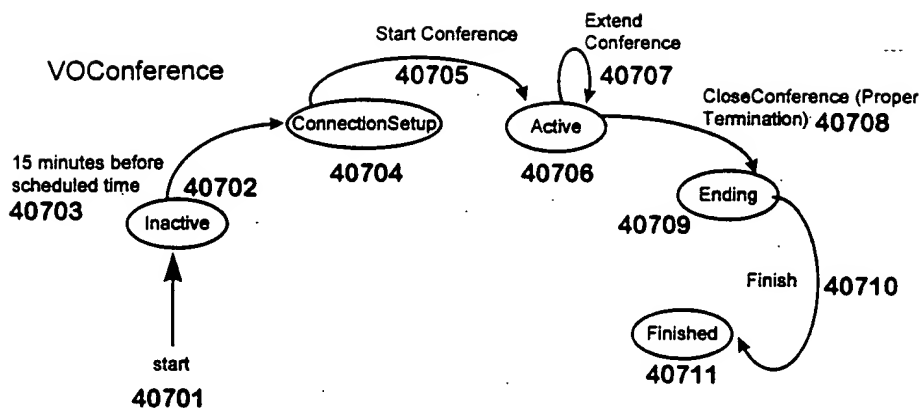 VOConference
Start Conference
40705
Extend
Conference
40707
CloseConference (Proper
Termination) 40708
ConnectionSetup
40704
Active
40706
15 minutes before
scheduled time
40703
40702
Inactive
Ending
40709
Finish
40710
Finished
40711
start
40701